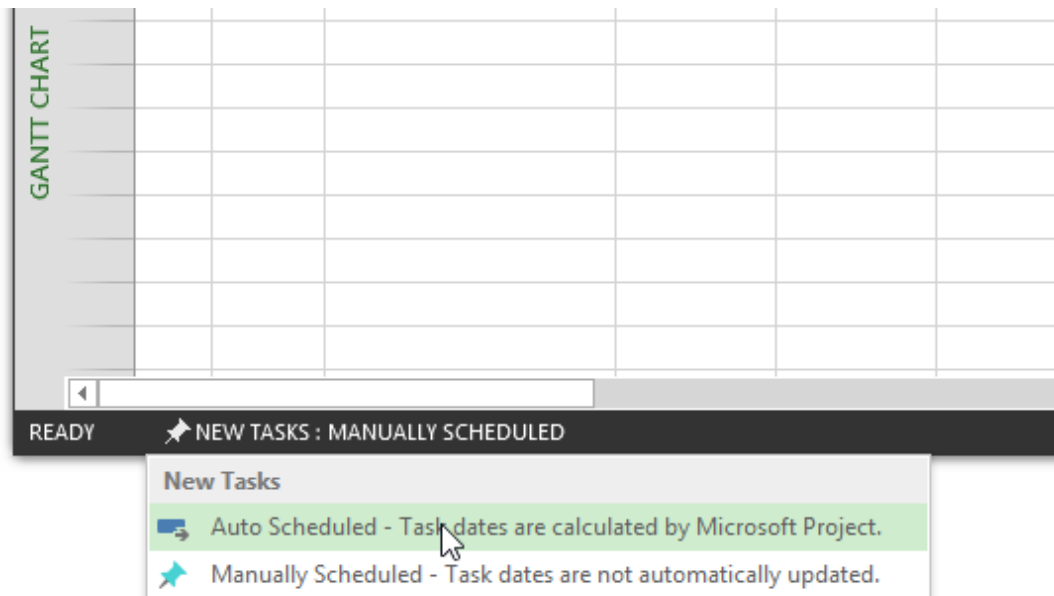 GANTT CHART
READY
NEW TASKS : MANUALLY SCHEDULED
New Tasks
Auto Scheduled - Task dates are calculated by Microsoft Project.
Manually Scheduled - Task dates are not automatically updated.